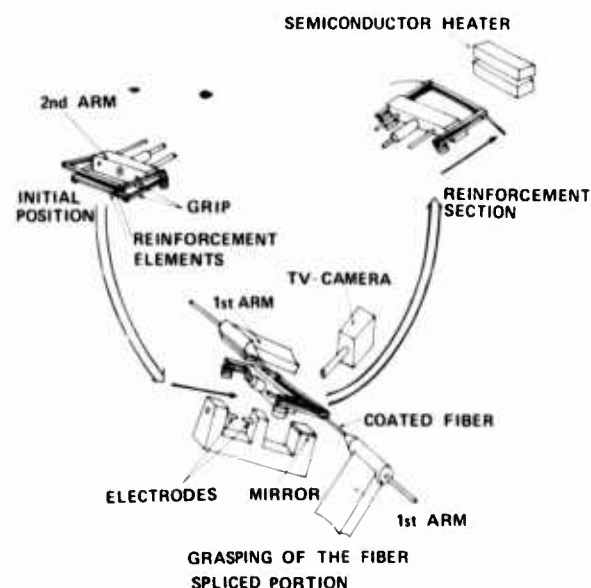 SEMICONDUCTOR HEATER
2nd ARM
INITIAL
POSITION
GRIP
REINFORCEMENT
ELEMENTS
REINFORCEMENT
SECTION
TV-CAMERA
1st ARM
COATED FIBER
ELECTRODES
MIRROR
1st ARM
GRASPING OF THE FIBER
SPLICED PORTION